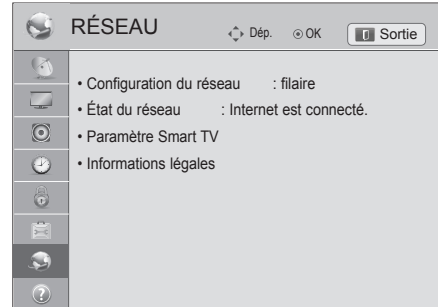 RÉSEAU
Dép.
OK
Sortie
• Configuration du réseau : filaire
• État du réseau : Internet est connecté.
• Paramètre Smart TV
• Informations légales